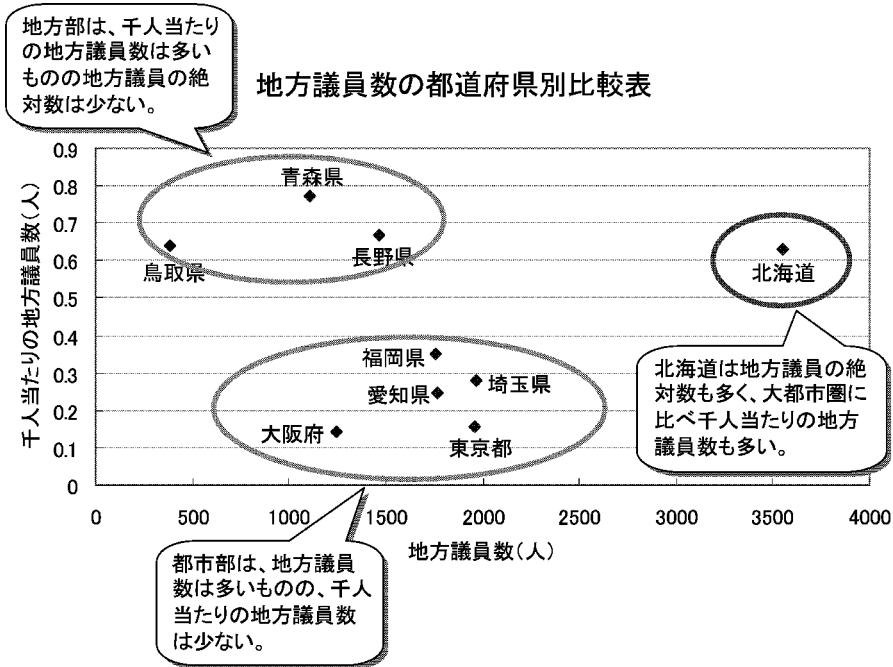 地方部は、千人当たり
の地方議員数は多い
ものの地方議員の絶
対数は少ない。
地方議員数の都道府県別比較表
千人当たりの地方議員数(人)
0.9
0.8
0.7
0.6
0.5
0.4
0.3
0.2
0.1
0
青森県
鳥取県
長野県
北海道
福岡県
愛知県
埼玉県
大阪府
東京都
北海道は地方議員の絶
対数も多く、大都市圏に
比べ千人当たりの地方
議員数も多い。
0 500 1000 1500 2000 2500 3000 3500 4000
地方議員数(人)
都市部は、地方議員
数は多いものの、千人
当たりの地方議員数
は少ない。